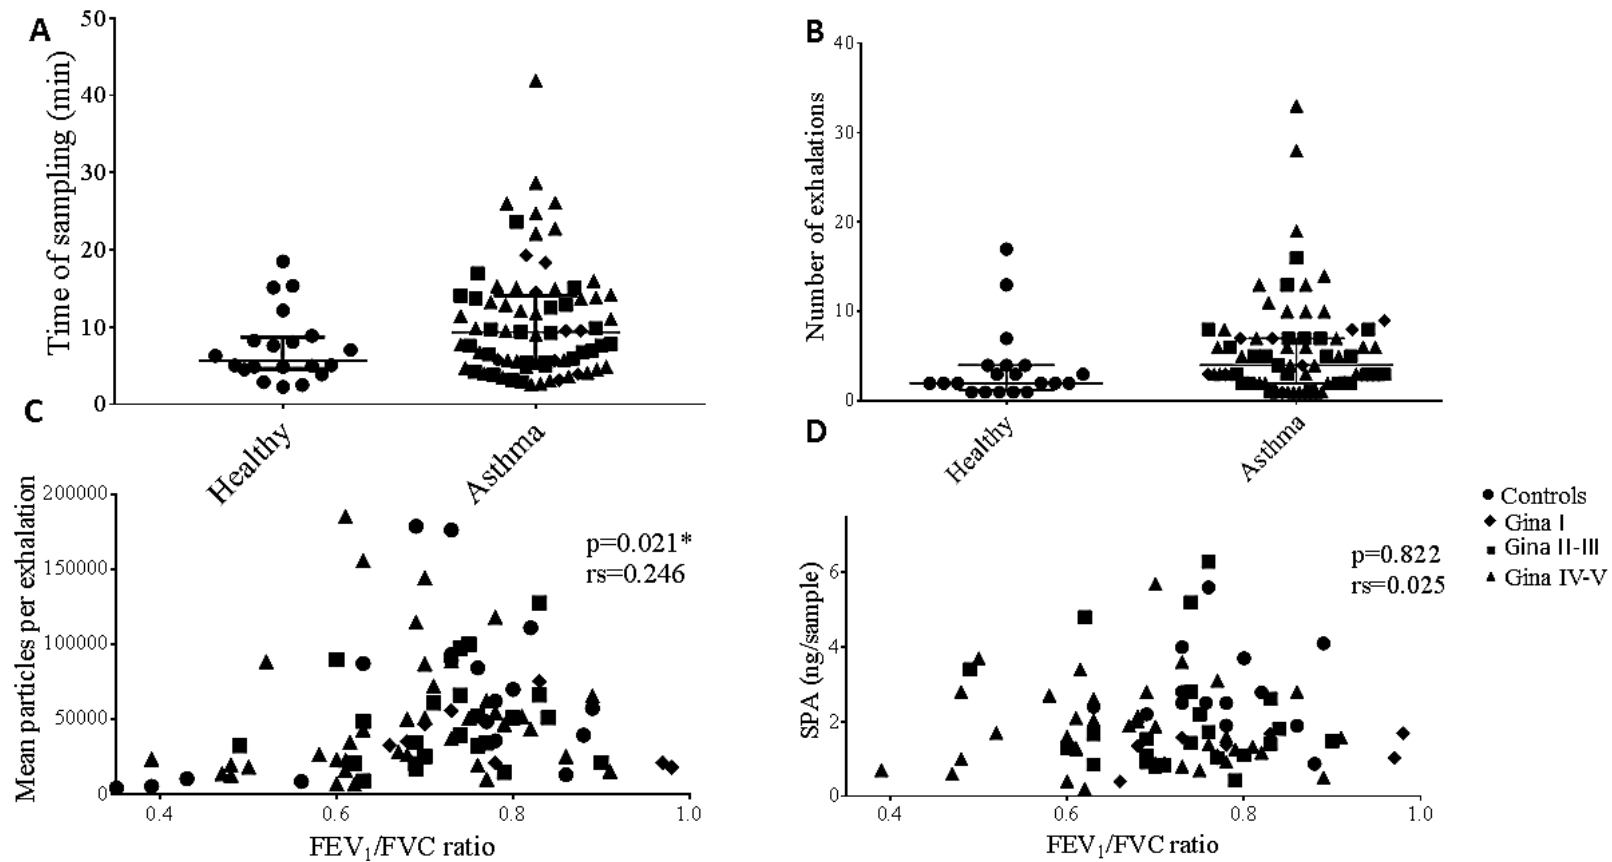 A
Time of sampling (min)
50
40
30
20
10
0
Healthy
Asthma
B
Number of exhalations
40
30
20
10
0
Healthy
Asthma
C
Mean particles per exhalation
200000
150000
100000
50000
0
p=0.021*
rs=0.246
0.4
0.6
0.8
1.0
FEV₁/FVC ratio
D
SPA (ng/sample)
6
4
2
0
p=0.822
rs=0.025
0.4
0.6
0.8
1.0
FEV₁/FVC ratio
Controls
Gina I
Gina II-III
Gina IV-V